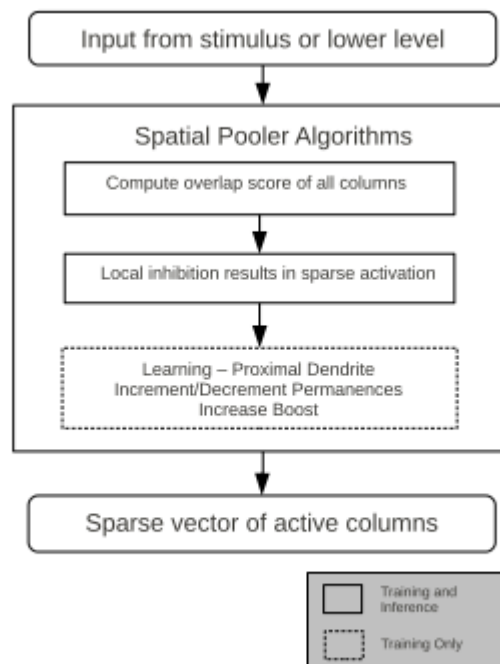 Input from stimulus or lower level
Spatial Pooler Algorithms
Compute overlap score of all columns
Local inhibition results in sparse activation
Learning – Proximal Dendrite
Increment/Decrement Permanences
Increase Boost
Sparse vector of active columns
Training and
Inference
Training Only